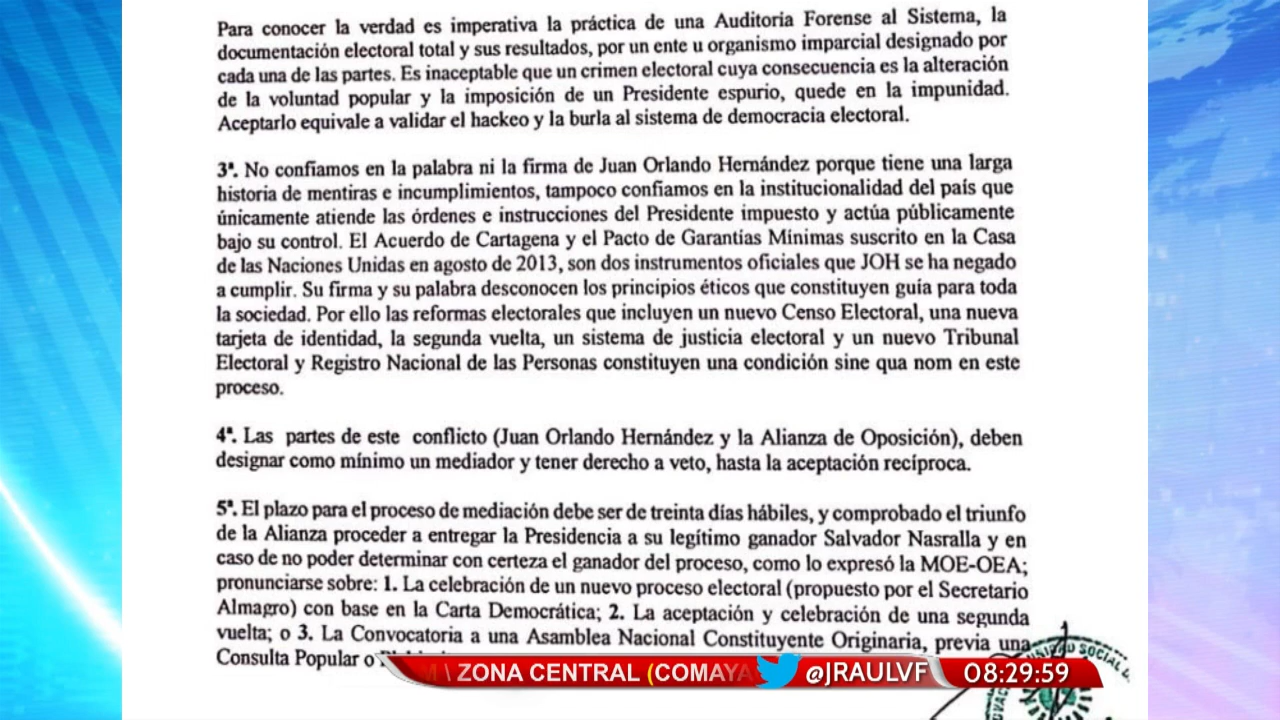 Para conocer la verdad es imperativa la práctica de una Auditoria Forense al Sistema, la
documentación electoral total y sus resultados, por un ente u organismo imparcial designado por
cada una de las partes. Es inaceptable que un crimen electoral cuya consecuencia es la alteración
de la voluntad popular y la imposición de un Presidente espurio, quede en la impunidad.
Aceptarlo equivale a validar el hackeo y la burla al sistema de democracia electoral.
3ª. No confiamos en la palabra ni la firma de Juan Orlando Hernández porque tiene una larga
historia de mentiras e incumplimientos, tampoco confiamos en la institucionalidad del país que
únicamente atiende las órdenes e instrucciones del Presidente impuesto y actúa públicamente
bajo su control. El Acuerdo de Cartagena y el Pacto de Garantías Mínimas suscrito en la Casa
de las Naciones Unidas en agosto de 2013, son dos instrumentos oficiales que JOH se ha negado
a cumplir. Su firma y su palabra desconocen los principios éticos que constituyen guía para toda
la sociedad. Por ello las reformas electorales que incluyen un nuevo Censo Electoral, una nueva
tarjeta de identidad, la segunda vuelta, un sistema de justicia electoral y un nuevo Tribunal
Electoral y Registro Nacional de las Personas constituyen una condición sine qua nom en este
proceso.
4ª. Las partes de este conflicto (Juan Orlando Hernández y la Alianza de Oposición), deben
designar como mínimo un mediador y tener derecho a veto, hasta la aceptación recíproca.
5ª. El plazo para el proceso de mediación debe ser de treinta días hábiles, y comprobado el triunfo
de la Alianza proceder a entregar la Presidencia a su legítimo ganador Salvador Nasralla y en
caso de no poder determinar con certeza el ganador del proceso, como lo expresó la MOE-OEA;
pronunciarse sobre: 1. La celebración de un nuevo proceso electoral (propuesto por el Secretario
Almagro) con base en la Carta Democrática; 2. La aceptación y celebración de una segunda
vuelta; o 3. La Convocatoria a una Asamblea Nacional Constituyente Originaria, previa una
Consulta Popular o
M \ ZONA CENTRAL (COMAYA @JRAULVF 08:29:59
SOCIAL D